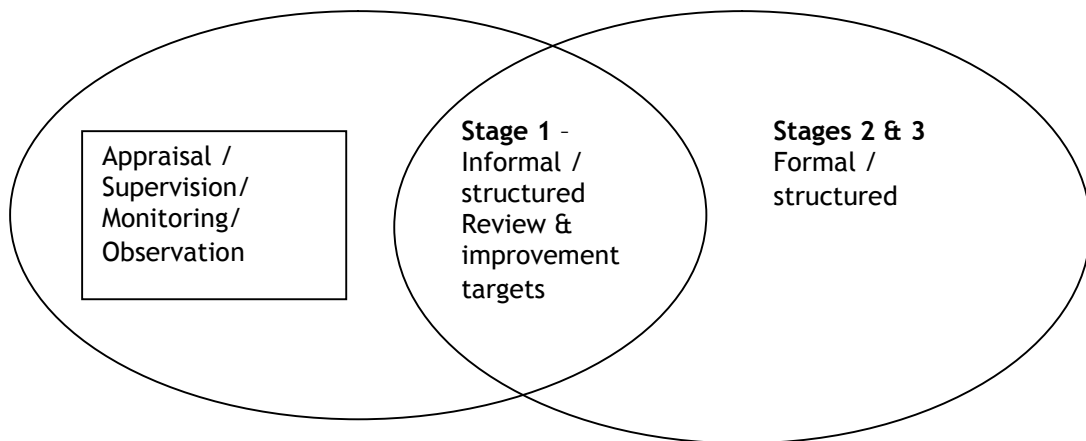 Appraisal /
Supervision/
Monitoring/
Observation
Stage 1 –
Informal /
structured
Review &
improvement
targets
Stages 2 & 3
Formal /
structured